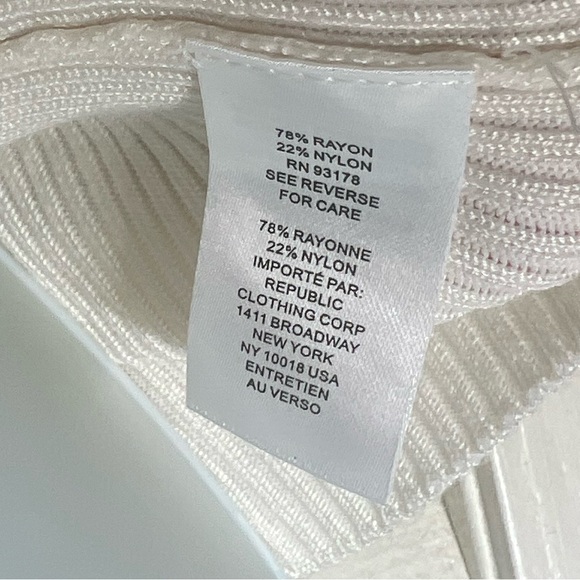 78% RAYON
22% NYLON
RN 93178
SEE REVERSE
FOR CARE
78% RAYONNE
22% NYLON
IMPORTÉ PAR:
REPUBLIC
CLOTHING CORP
1411 BROADWAY
NEW YORK
NY 10018 USA
ENTRETIEN
AU VERSO